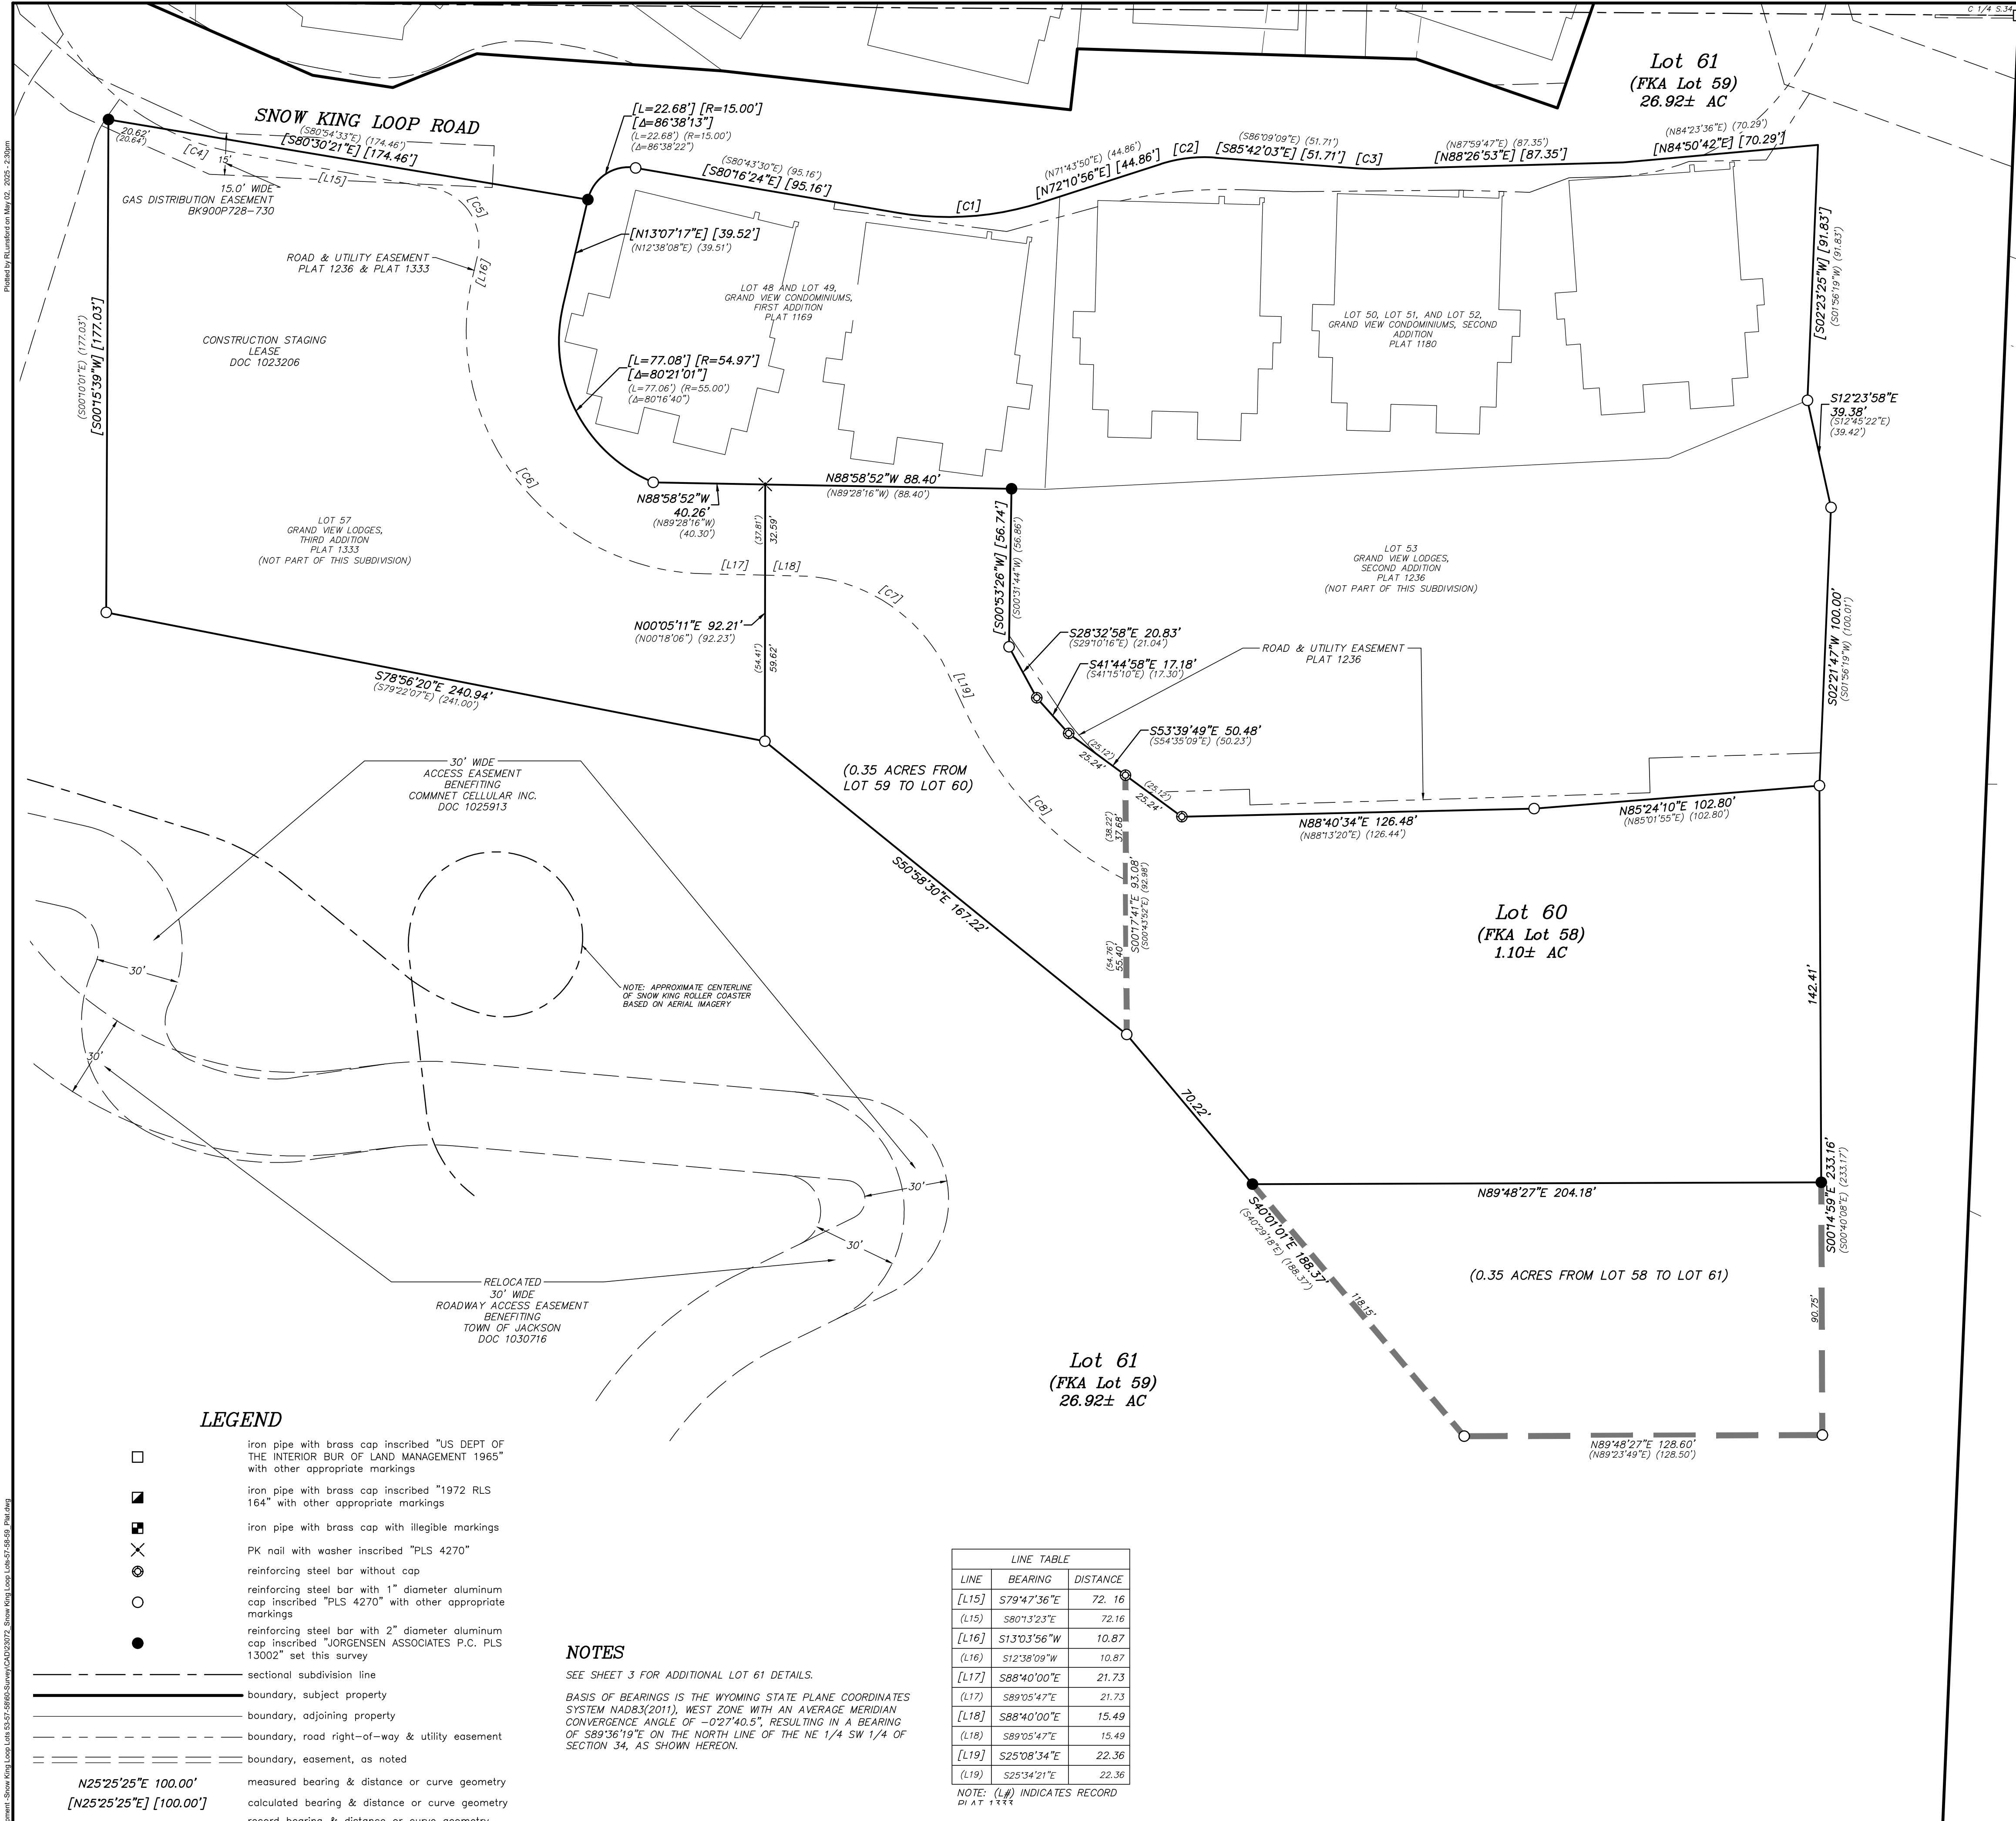 C 1/4 S.34
Lot 61
(FKA Lot 59)
26.92± AC
SNOW KING LOOP ROAD
(S80°54'33"E) (174.46')
[S80°30'21"E] [174.46']
20.62'
(20.64')
[C4]
15'
[L15]
15.0' WIDE
GAS DISTRIBUTION EASEMENT
BK900P728-730
[C5]
[L=22.68'] [R=15.00']
[Δ=86°38'13"]
(L=22.68') (R=15.00')
(Δ=86°38'22")
(S80°43'30"E) (95.16')
[S80°16'24"E] [95.16']
[C1]
(N71°43'50"E) (44.86')
[N72°10'56"E] [44.86']
[C2]
(S86°09'09"E) (51.71')
[S85°42'03"E] [51.71']
[C3]
(N87°59'47"E) (87.35')
[N88°26'53"E] [87.35']
(N84°23'36"E) (70.29')
[N84°50'42"E] [70.29']
[S02°23'25"W] [91.83']
(S01°56'19"W) (91.83')
ROAD & UTILITY EASEMENT
PLAT 1236 & PLAT 1333
[L16]
[N13°07'17"E] [39.52']
(N12°38'08"E) (39.51')
LOT 48 AND LOT 49,
GRAND VIEW CONDOMINIUMS,
FIRST ADDITION
PLAT 1169
LOT 50, LOT 51, AND LOT 52,
GRAND VIEW CONDOMINIUMS, SECOND
ADDITION
PLAT 1180
(S00°10'01"E) (177.03')
[S00°15'39"W] [177.03']
CONSTRUCTION STAGING
LEASE
DOC 1023206
[L=77.08'] [R=54.97']
[Δ=80°21'01"]
(L=77.06') (R=55.00')
(Δ=80°16'40")
S12°23'58"E
39.38'
(S12°45'22"E)
(39.42')
[C6]
N88°58'52"W
40.26'
(N89°28'16"W)
(40.30')
N88°58'52"W 88.40'
(N89°28'16"W) (88.40')
(37.81')
32.59'
LOT 57
GRAND VIEW LODGES,
THIRD ADDITION
PLAT 1333
(NOT PART OF THIS SUBDIVISION)
[L17]
[L18]
[C7]
[S00°53'26"W] [56.74']
(S00°31'44"W) (56.86')
LOT 53
GRAND VIEW LODGES,
SECOND ADDITION
PLAT 1236
(NOT PART OF THIS SUBDIVISION)
S02°21'47"W 100.00'
(S01°56'19"W) (100.01')
N00°05'11"E 92.21'
(N00°18'06") (92.23')
(54.41')
59.62'
S28°32'58"E 20.83'
(S29°10'16"E) (21.04')
S41°44'58"E 17.18'
(S41°15'10"E) (17.30')
ROAD & UTILITY EASEMENT
PLAT 1236
[L19]
S78°56'20"E 240.94'
(S79°22'07"E) (241.00')
S53°39'49"E 50.48'
(S54°35'09"E) (50.23')
(25.12')
25.24'
(25.12')
25.24'
(0.35 ACRES FROM
LOT 59 TO LOT 60)
[C8]
30' WIDE
ACCESS EASEMENT
BENEFITING
COMMNET CELLULAR INC.
DOC 1025913
N88°40'34"E 126.48'
(N88°13'20"E) (126.44')
N85°24'10"E 102.80'
(N85°01'55"E) (102.80')
(38.22')
37.68'
S00°17'41"E 93.08'
(S00°43'52"E) (92.98')
(54.76')
55.40'
S50°58'30"E 167.22'
Lot 60
(FKA Lot 58)
1.10± AC
142.41'
30'
NOTE: APPROXIMATE CENTERLINE
OF SNOW KING ROLLER COASTER
BASED ON AERIAL IMAGERY
30'
70.22'
30'
30'
N89°48'27"E 204.18'
S00°14'59"E 233.16'
(S00°40'08"E) (233.17')
S40°01'01"E 188.37'
(S40°29'18"E) (188.37')
118.15'
(0.35 ACRES FROM LOT 58 TO LOT 61)
90.75'
RELOCATED
30' WIDE
ROADWAY ACCESS EASEMENT
BENEFITING
TOWN OF JACKSON
DOC 1030716
Lot 61
(FKA Lot 59)
26.92± AC
N89°48'27"E 128.60'
(N89°23'49"E) (128.50')
LEGEND
iron pipe with brass cap inscribed "US DEPT OF
THE INTERIOR BUR OF LAND MANAGEMENT 1965"
with other appropriate markings
iron pipe with brass cap inscribed "1972 RLS
164" with other appropriate markings
iron pipe with brass cap with illegible markings
PK nail with washer inscribed "PLS 4270"
reinforcing steel bar without cap
reinforcing steel bar with 1" diameter aluminum
cap inscribed "PLS 4270" with other appropriate
markings
reinforcing steel bar with 2" diameter aluminum
cap inscribed "JORGENSEN ASSOCIATES P.C. PLS
13002" set this survey
sectional subdivision line
boundary, subject property
boundary, adjoining property
boundary, road right-of-way & utility easement
boundary, easement, as noted
N25°25'25"E 100.00' measured bearing & distance or curve geometry
[N25°25'25"E] [100.00'] calculated bearing & distance or curve geometry
record bearing & distance or curve geometry
NOTES
SEE SHEET 3 FOR ADDITIONAL LOT 61 DETAILS.
BASIS OF BEARINGS IS THE WYOMING STATE PLANE COORDINATES
SYSTEM NAD83(2011), WEST ZONE WITH AN AVERAGE MERIDIAN
CONVERGENCE ANGLE OF -0°27'40.5", RESULTING IN A BEARING
OF S89°36'19"E ON THE NORTH LINE OF THE NE 1/4 SW 1/4 OF
SECTION 34, AS SHOWN HEREON.
LINE TABLE
LINE BEARING DISTANCE
[L15] S79°47'36"E 72. 16
(L15) S80°13'23"E 72.16
[L16] S13°03'56"W 10.87
(L16) S12°38'09"W 10.87
[L17] S88°40'00"E 21.73
(L17) S89°05'47"E 21.73
[L18] S88°40'00"E 15.49
(L18) S89°05'47"E 15.49
[L19] S25°08'34"E 22.36
(L19) S25°34'21"E 22.36
NOTE: (L#) INDICATES RECORD
PLAT 1333
Plotted by RLunsford on May 02, 2025 - 2:30pm